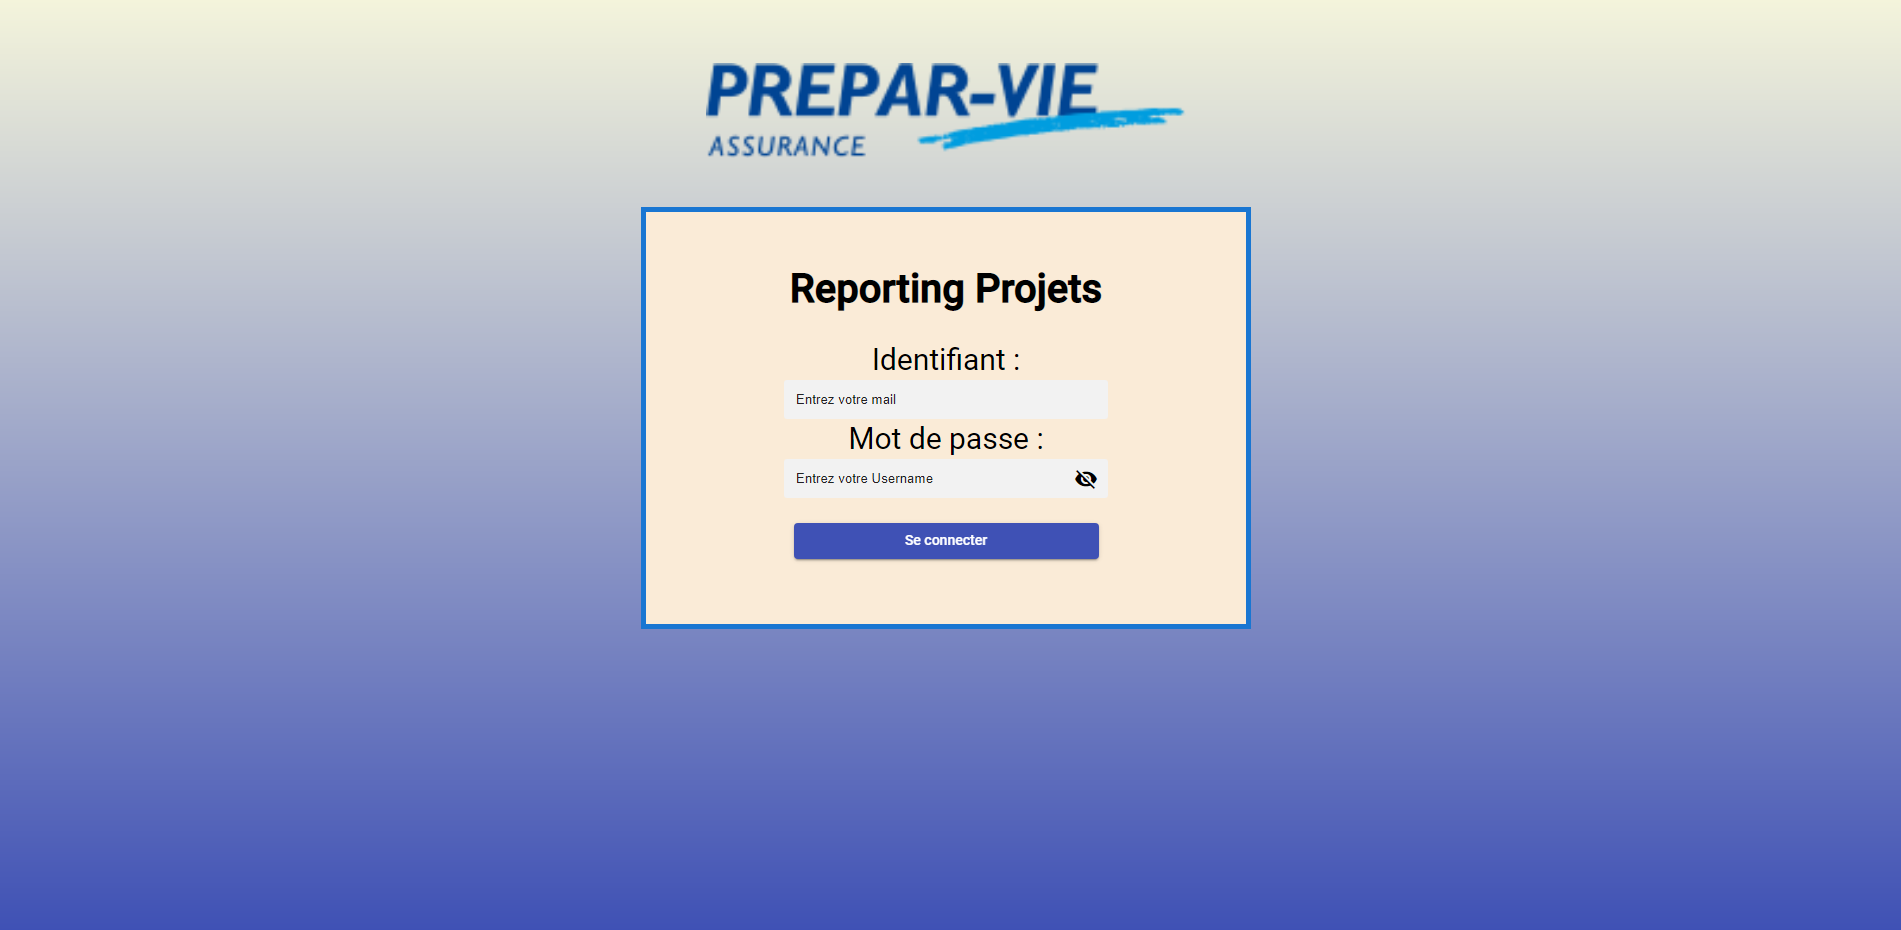 PREPAR-VIE
ASSURANCE
Reporting Projets
Identifiant :
Entrez votre mail
Mot de passe :
Entrez votre Username
Se connecter